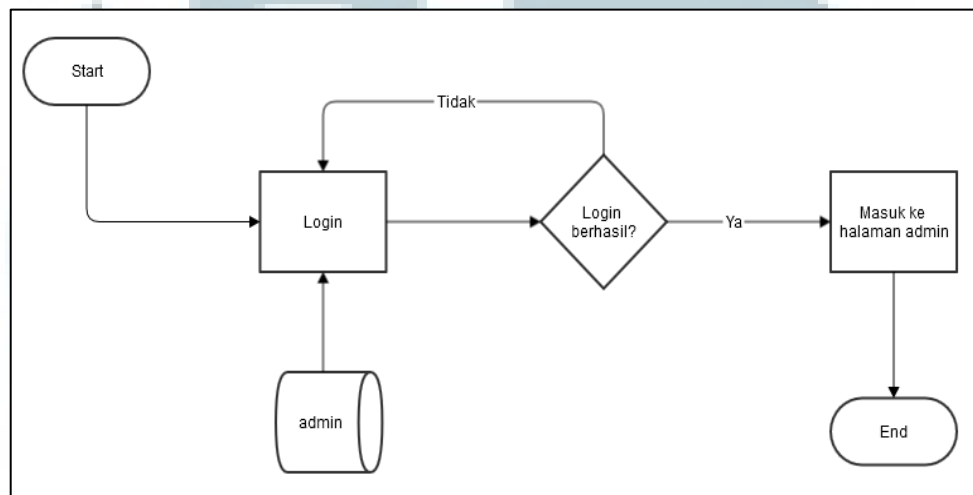 Start
Tidak
Login
Login
berhasil?
Ya
Masuk ke
halaman admin
admin
End